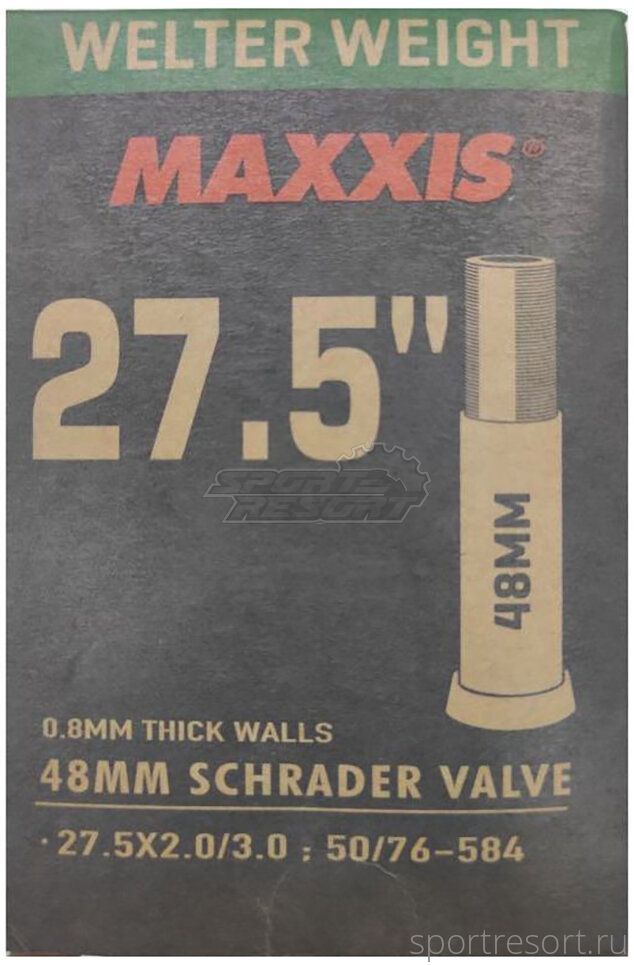 WELTER WEIGHT
MAXXIS®
27.5"
48MM
SPORT
RESORT
0.8MM THICK WALLS
48MM SCHRADER VALVE
· 27.5X2.0/3.0 ; 50/76-584
sportresort.ru